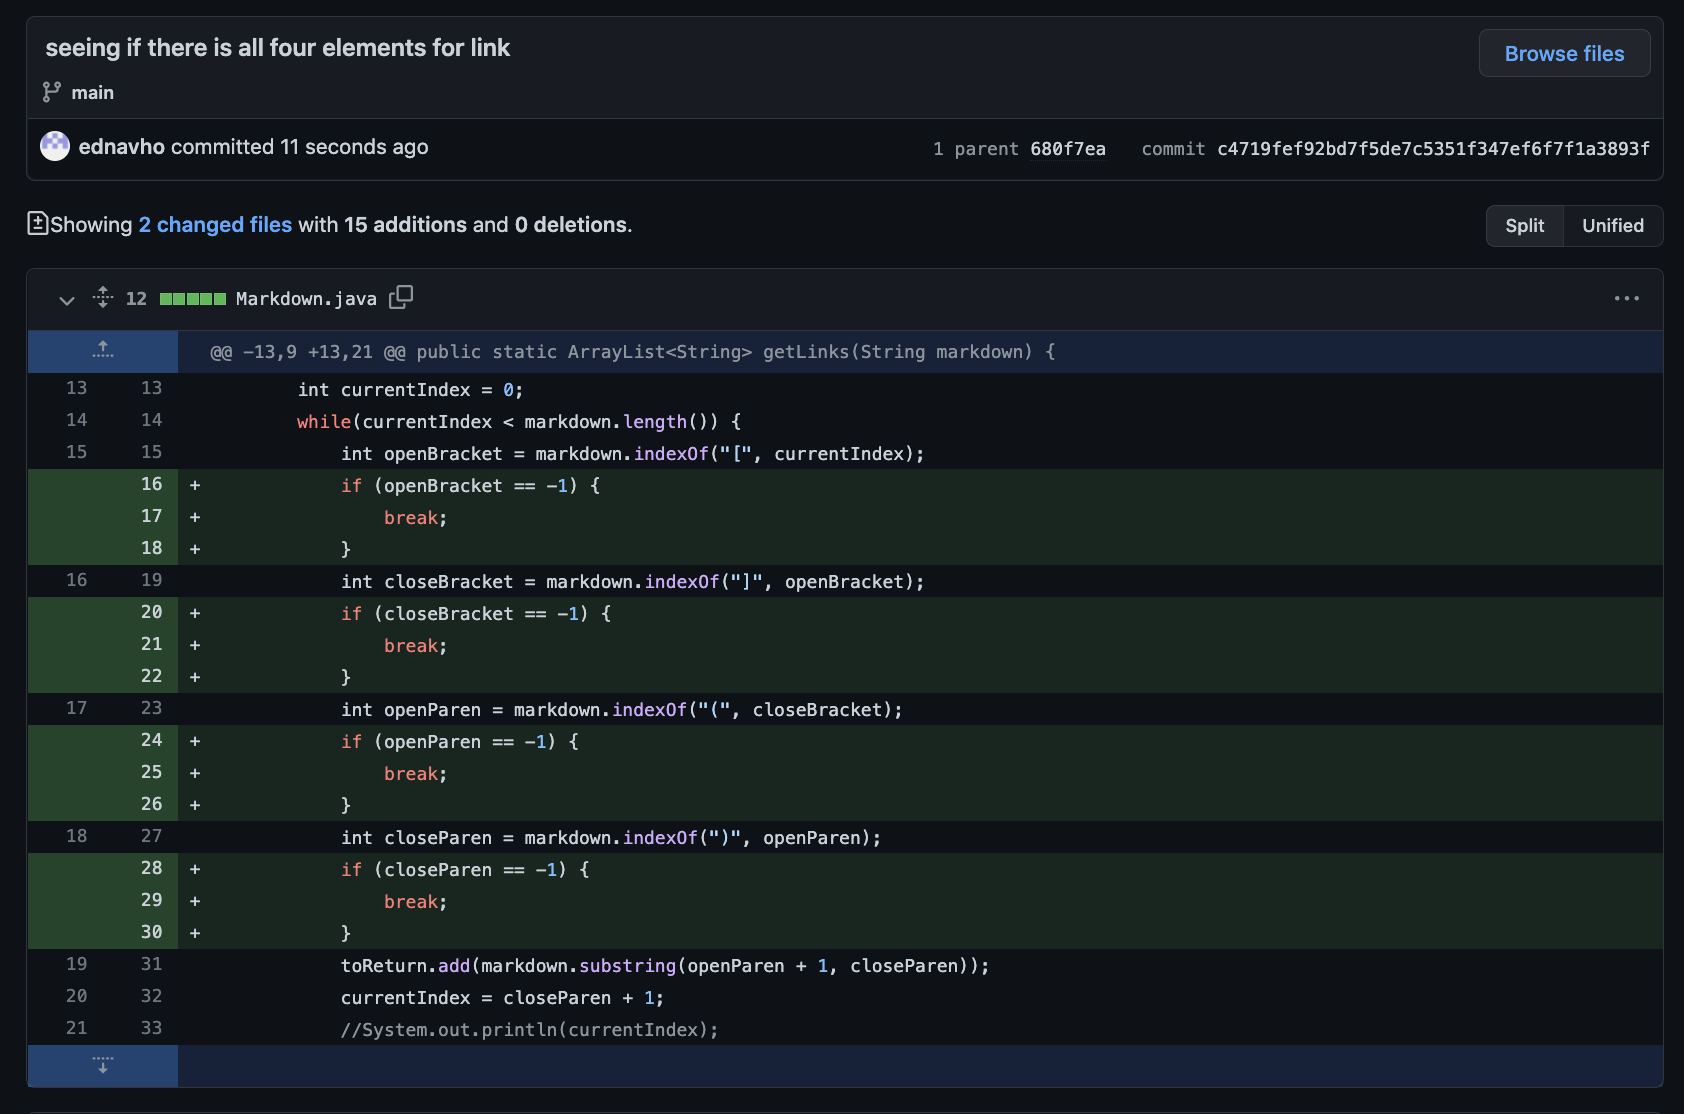 seeing if there is all four elements for link
Browse files
main
ednavho committed 11 seconds ago
1 parent 680f7ea commit c4719fef92bd7f5de7c5351f347ef6f7f1a3893f
Showing 2 changed files with 15 additions and 0 deletions.
Split Unified
12 Markdown.java
@@ -13,9 +13,21 @@ public static ArrayList<String> getLinks(String markdown) {
13 13 int currentIndex = 0;
14 14 while(currentIndex < markdown.length()) {
15 15 int openBracket = markdown.indexOf("[", currentIndex);
16 + if (openBracket == -1) {
17 + break;
18 + }
16 19 int closeBracket = markdown.indexOf("]", openBracket);
20 + if (closeBracket == -1) {
21 + break;
22 + }
17 23 int openParen = markdown.indexOf("(", closeBracket);
24 + if (openParen == -1) {
25 + break;
26 + }
18 27 int closeParen = markdown.indexOf(")", openParen);
28 + if (closeParen == -1) {
29 + break;
30 + }
19 31 toReturn.add(markdown.substring(openParen + 1, closeParen));
20 32 currentIndex = closeParen + 1;
21 33 //System.out.println(currentIndex);